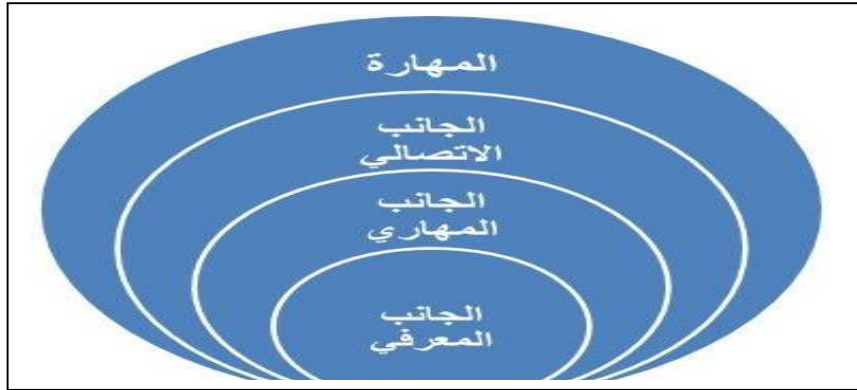 المهارة
الجانب
الاتصالي
الجانب
المهاري
الجانب
المعرفي